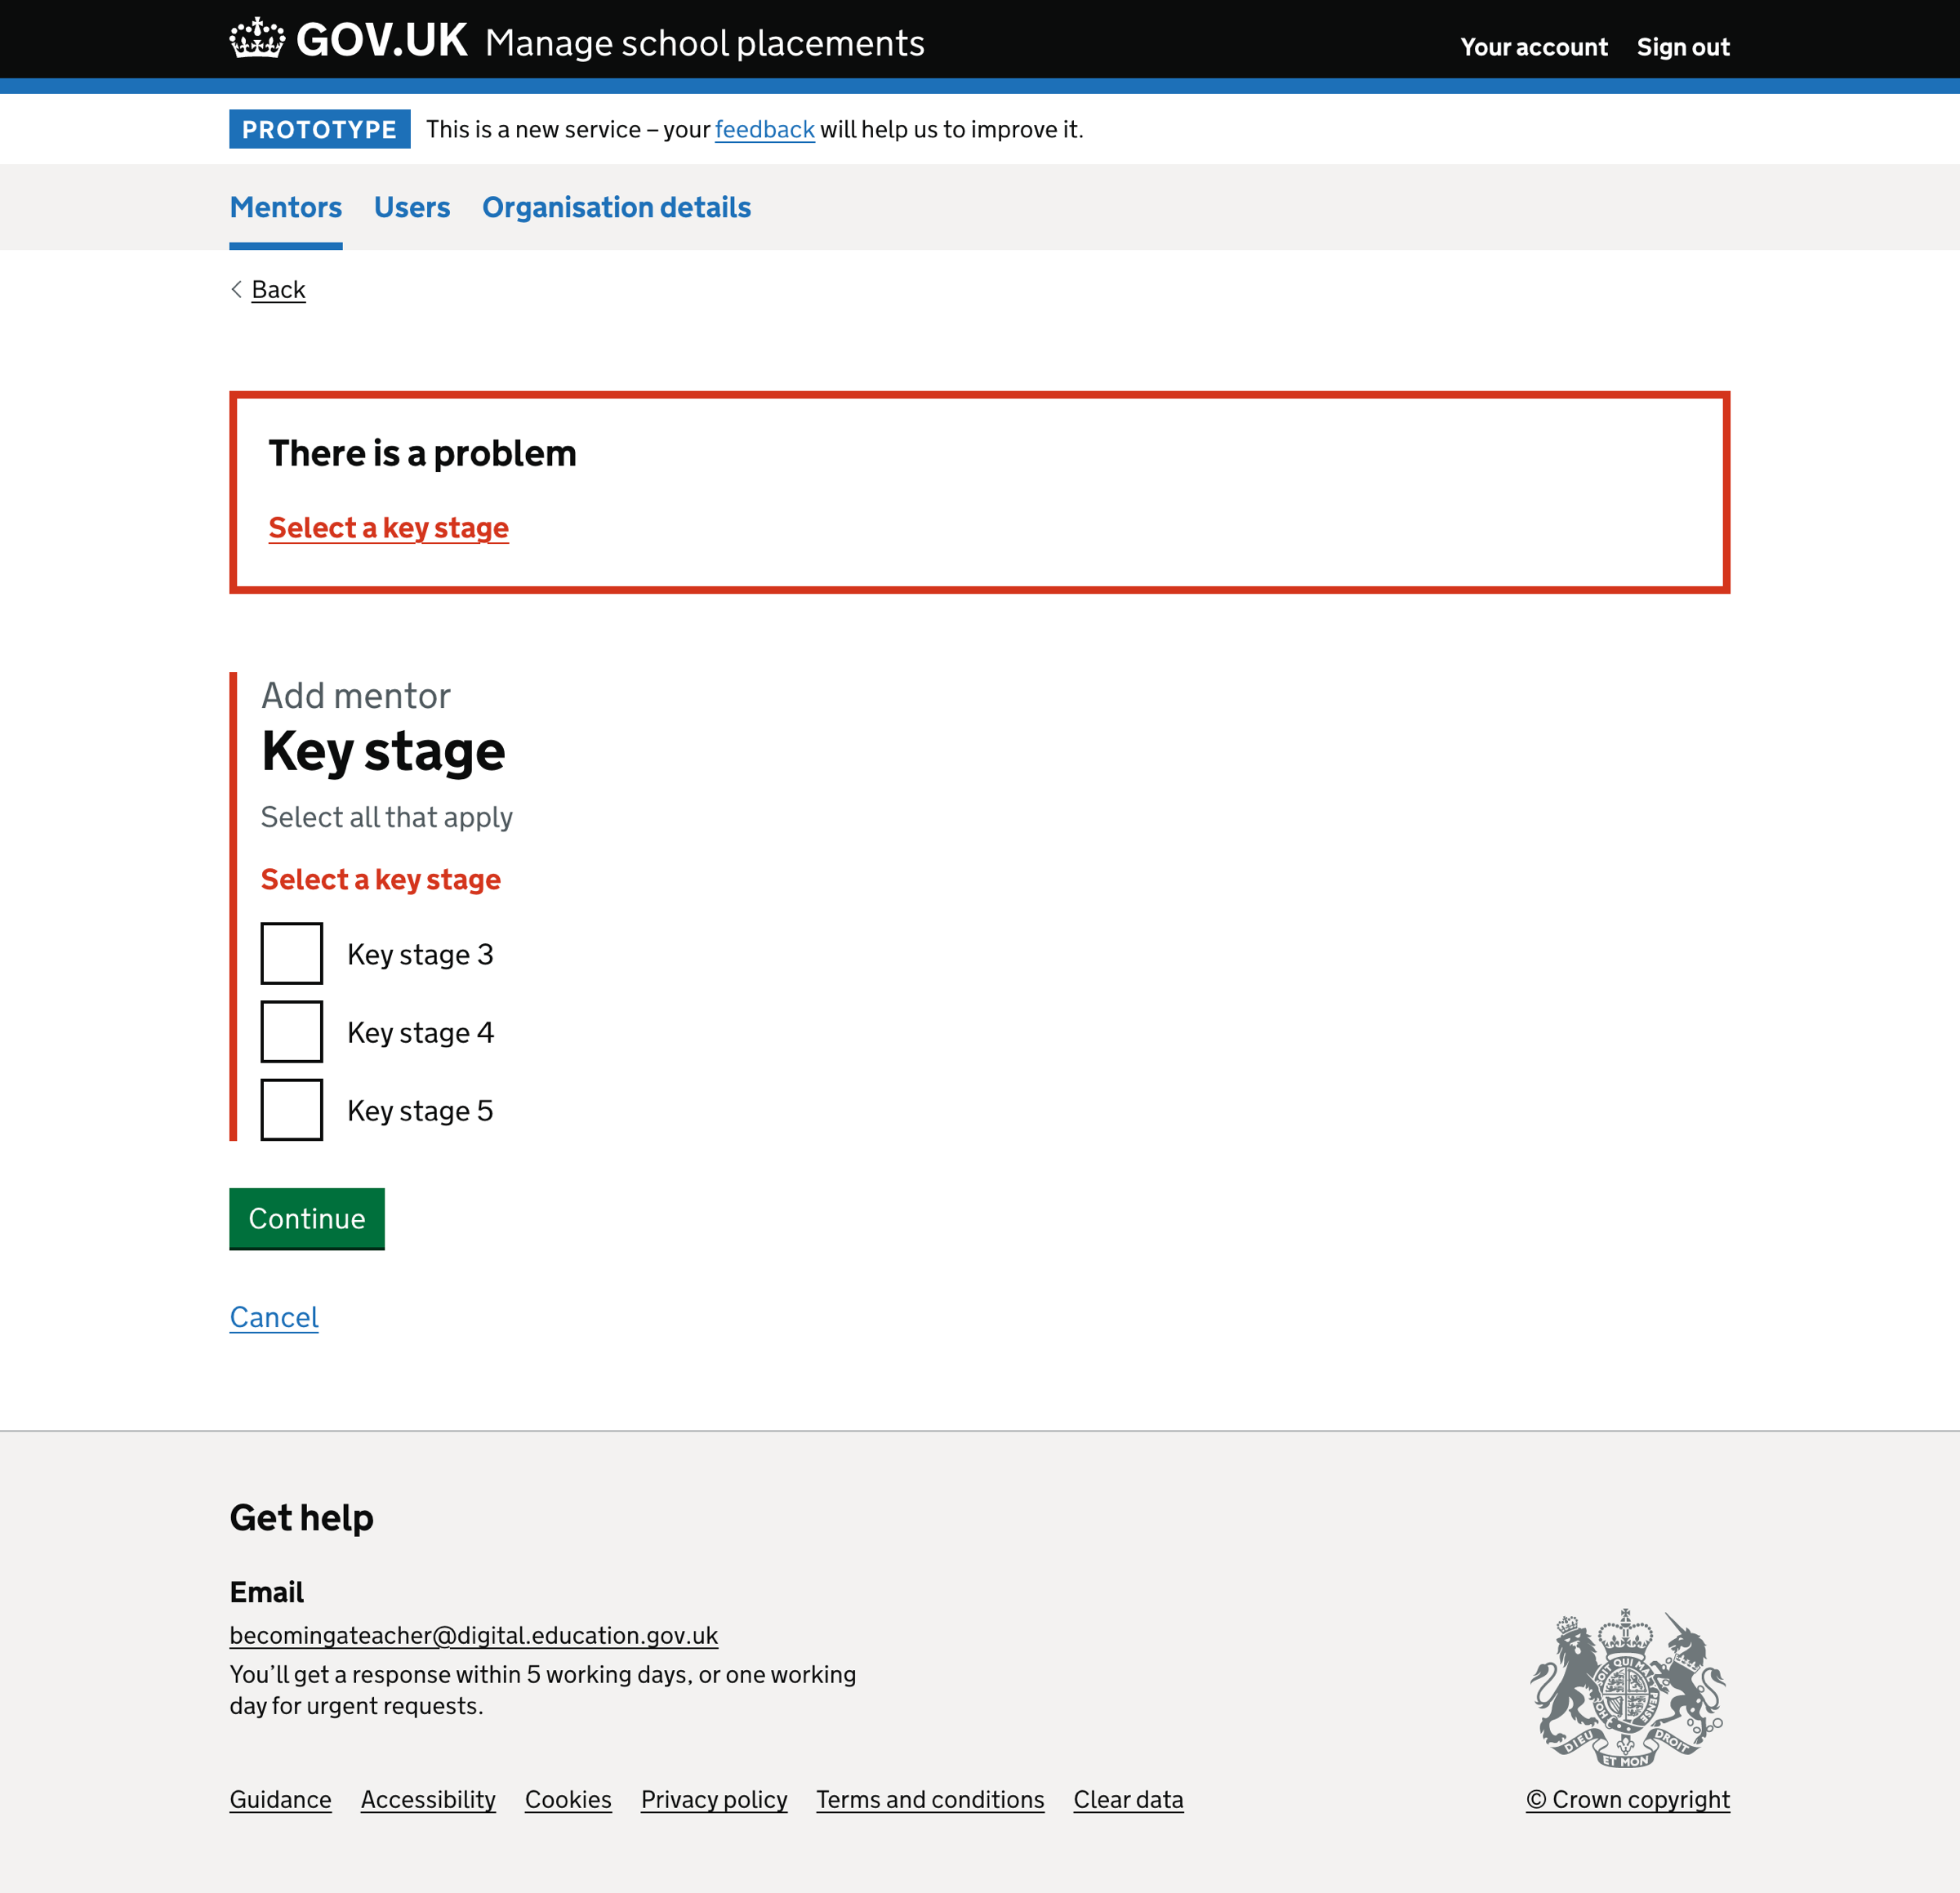 GOV.UK Manage school placements
Your account Sign out
PROTOTYPE This is a new service – your feedback will help us to improve it.
Mentors Users Organisation details
Back
There is a problem
Select a key stage
Add mentor
Key stage
Select all that apply
Select a key stage
Key stage 3
Key stage 4
Key stage 5
Continue
Cancel
Get help
Email
becomingateacher@digital.education.gov.uk
You’ll get a response within 5 working days, or one working
day for urgent requests.
DIEU ET MON DROIT
Guidance Accessibility Cookies Privacy policy Terms and conditions Clear data
© Crown copyright